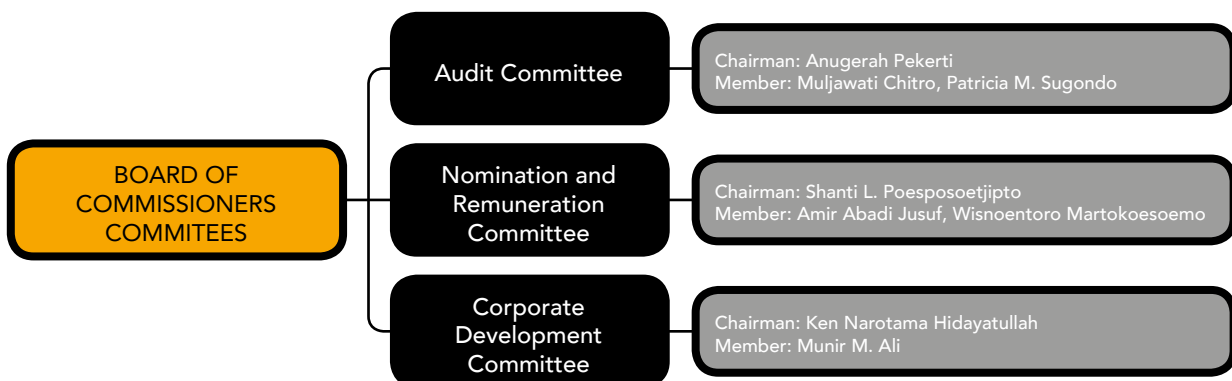 BOARD OF
COMMISSIONERS
COMMITEES
Audit Committee
Chairman: Anugerah Pekerti
Member: Muljawati Chitro, Patricia M. Sugondo
Nomination and
Remuneration
Committee
Chairman: Shanti L. Poesposoetjipto
Member: Amir Abadi Jusuf, Wisnoentoro Martokoesoemo
Corporate
Development
Committee
Chairman: Ken Narotama Hidayatullah
Member: Munir M. Ali